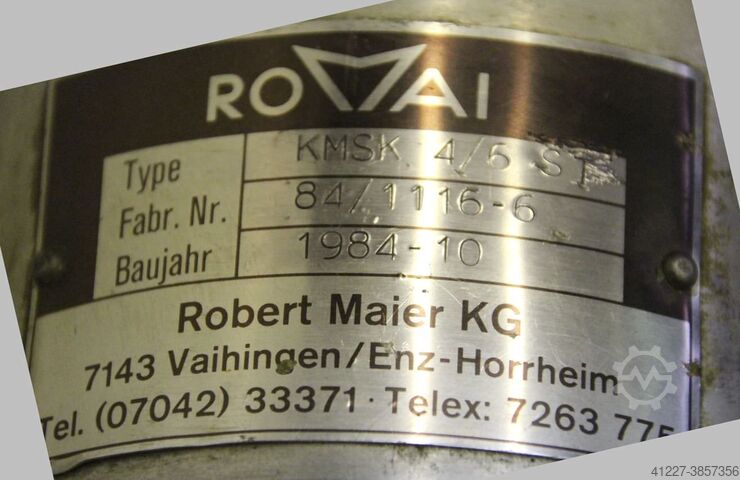 ROMAI
Type KMSK 4/6 ST
Fabr. Nr. 84/1116-6
Baujahr 1984-10
Robert Maier KG
7143 Vaihingen/Enz-Horrheim
Tel. (07042) 33371 · Telex: 7263 775
41227-3857356